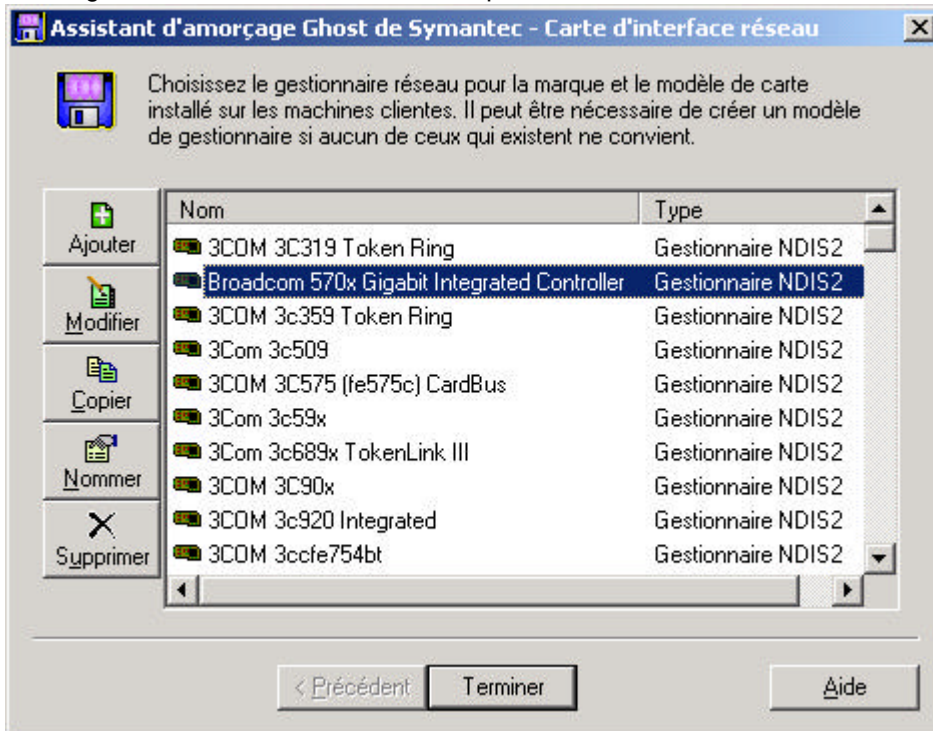 Assistant d'amorçage Ghost de Symantec - Carte d'interface réseau
Choisissez le gestionnaire réseau pour la marque et le modèle de carte
installé sur les machines clientes. Il peut être nécessaire de créer un modèle
de gestionnaire si aucun de ceux qui existent ne convient.
Ajouter
Modifier
Copier
Nommer
Supprimer
Nom Type
3COM 3C319 Token Ring Gestionnaire NDIS2
Broadcom 570x Gigabit Integrated Controller Gestionnaire NDIS2
3COM 3c359 Token Ring Gestionnaire NDIS2
3Com 3c509 Gestionnaire NDIS2
3COM 3C575 (fe575c) CardBus Gestionnaire NDIS2
3Com 3c59x Gestionnaire NDIS2
3Com 3c689x TokenLink III Gestionnaire NDIS2
3COM 3C90x Gestionnaire NDIS2
3COM 3c920 Integrated Gestionnaire NDIS2
3COM 3ccfe754bt Gestionnaire NDIS2
< Précédent Terminer Aide